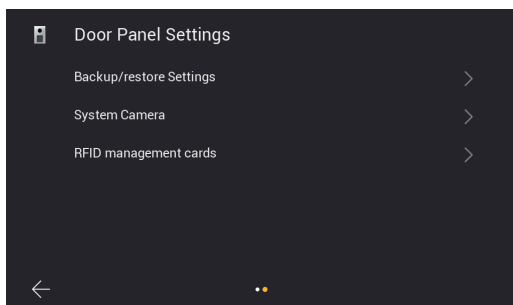 Door Panel Settings
Backup/restore Settings
System Camera
RFID management cards